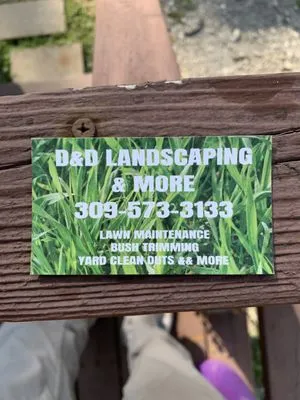 D&D LANDSCAPING
& MORE
309-573-3133
LAWN MAINTENANCE
BUSH TRIMMING
YARD CLEAN OUTS && MORE